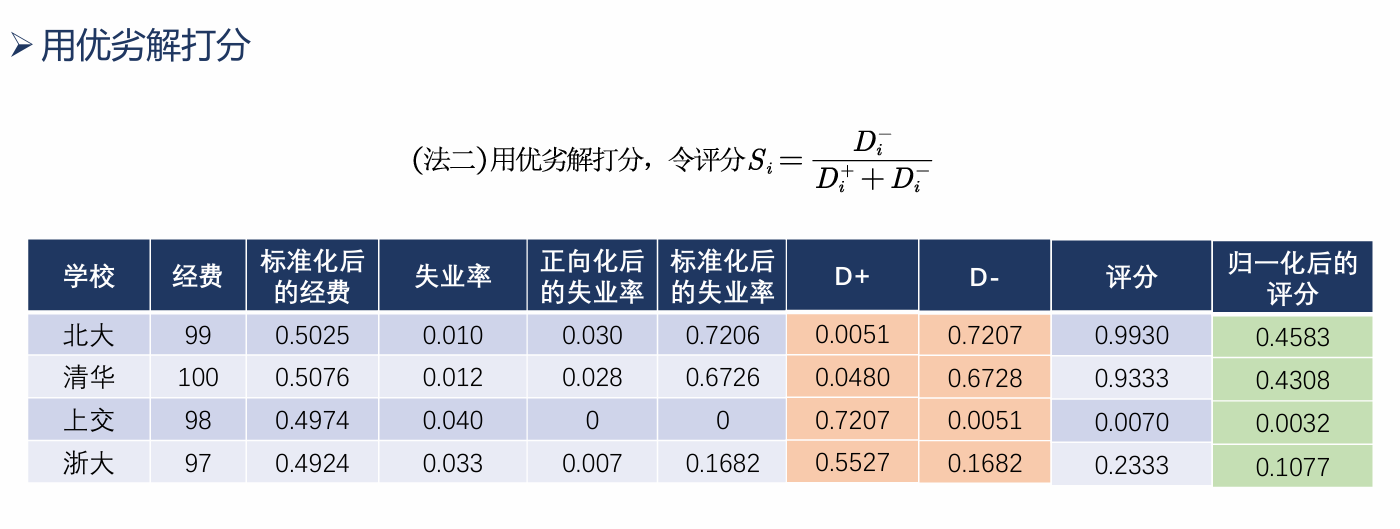 ➢ 用优劣解打分
(法二)用优劣解打分，令评分 S_i = D_i^- / (D_i^+ + D_i^-)
学校 经费 标准化后的经费 失业率 正向化后的失业率 标准化后的失业率 D+ D- 评分 归一化后的评分
北大 99 0.5025 0.010 0.030 0.7206 0.0051 0.7207 0.9930 0.4583
清华 100 0.5076 0.012 0.028 0.6726 0.0480 0.6728 0.9333 0.4308
上交 98 0.4974 0.040 0 0 0.7207 0.0051 0.0070 0.0032
浙大 97 0.4924 0.033 0.007 0.1682 0.5527 0.1682 0.2333 0.1077